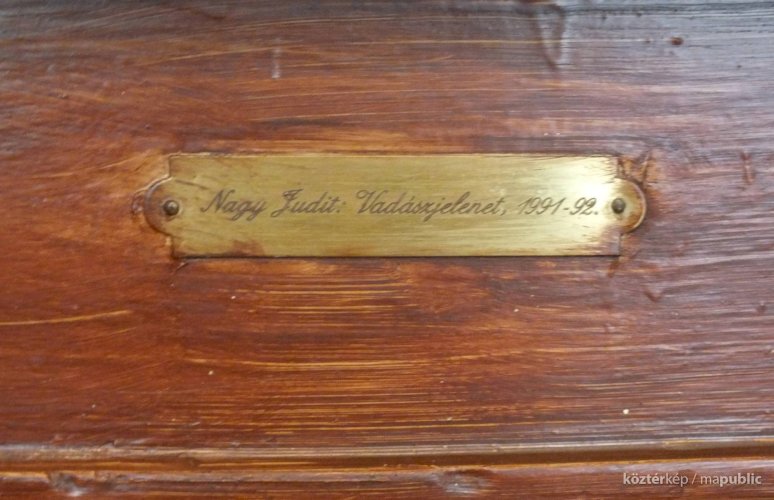 Nagy Judit: Vadászjelenet, 1991-92.
köztérkép / mapublic